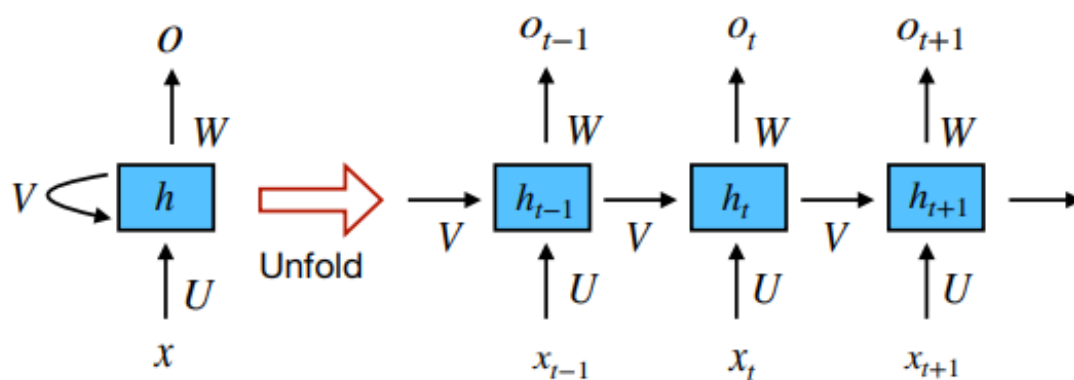 O o_{t-1} o_t o_{t+1}
W W W W
V h h_{t-1} h_t h_{t+1}
V V V
Unfold
U U U U
x x_{t-1} x_t x_{t+1}